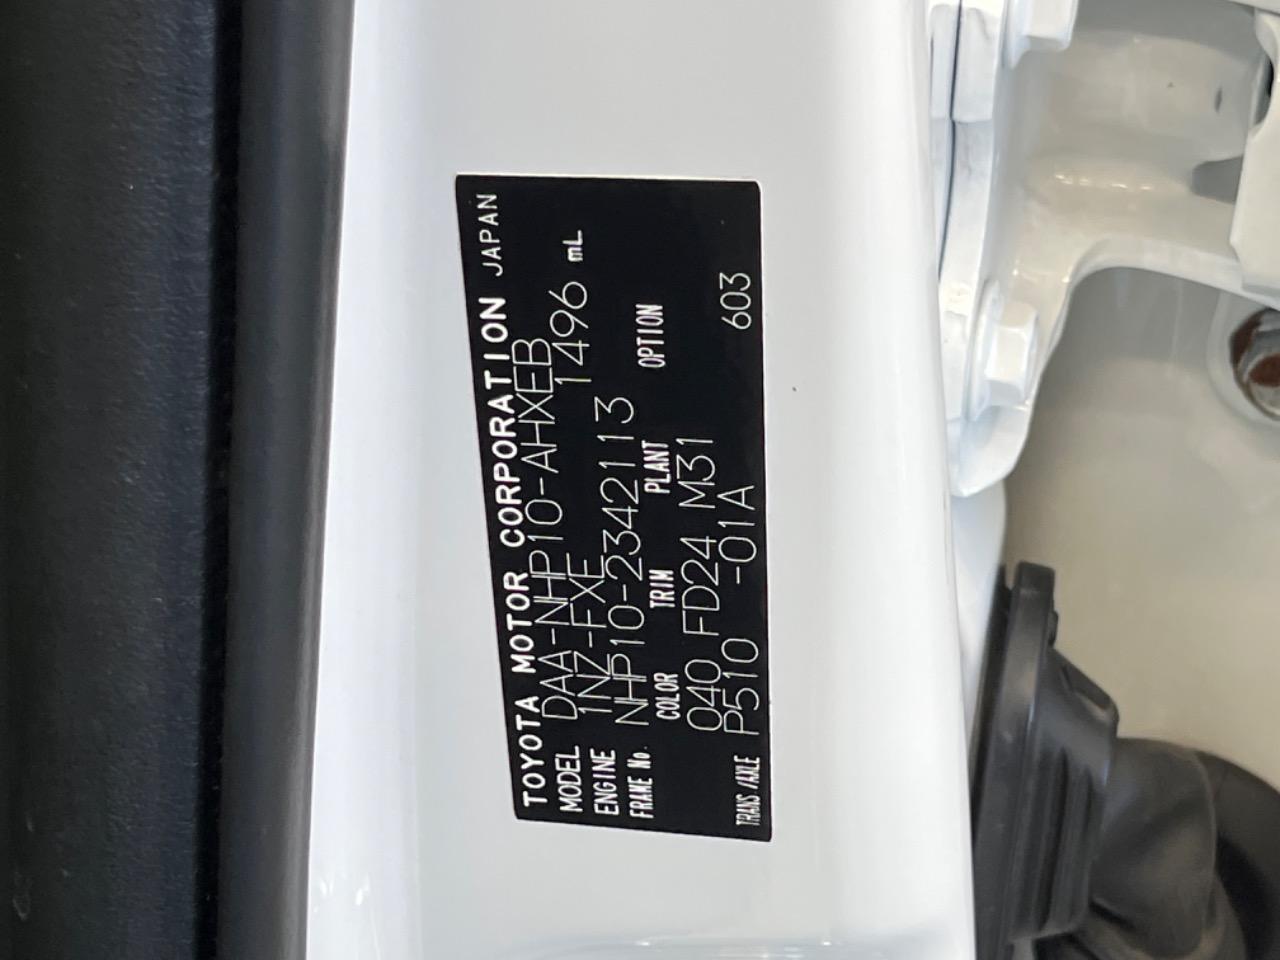 TOYOTA MOTOR CORPORATION JAPAN
MODEL DAA-NHP10-AHXEB
ENGINE 1NZ-FXE 1496 mL
FRAME No. NHP10-2342113
COLOR TRIM PLANT OPTION
040 FD24 M31
TRANS/AXLE P510 -01A 603